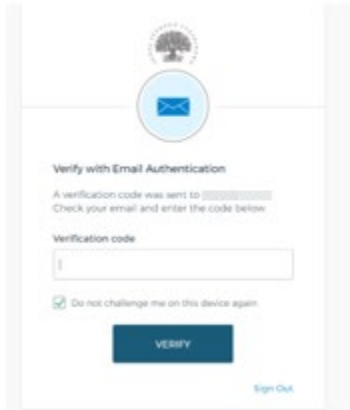 Verify with Email Authentication
A verification code was sent to
Check your email and enter the code below.
Verification code
Do not challenge me on this device again
VERIFY
Sign Out